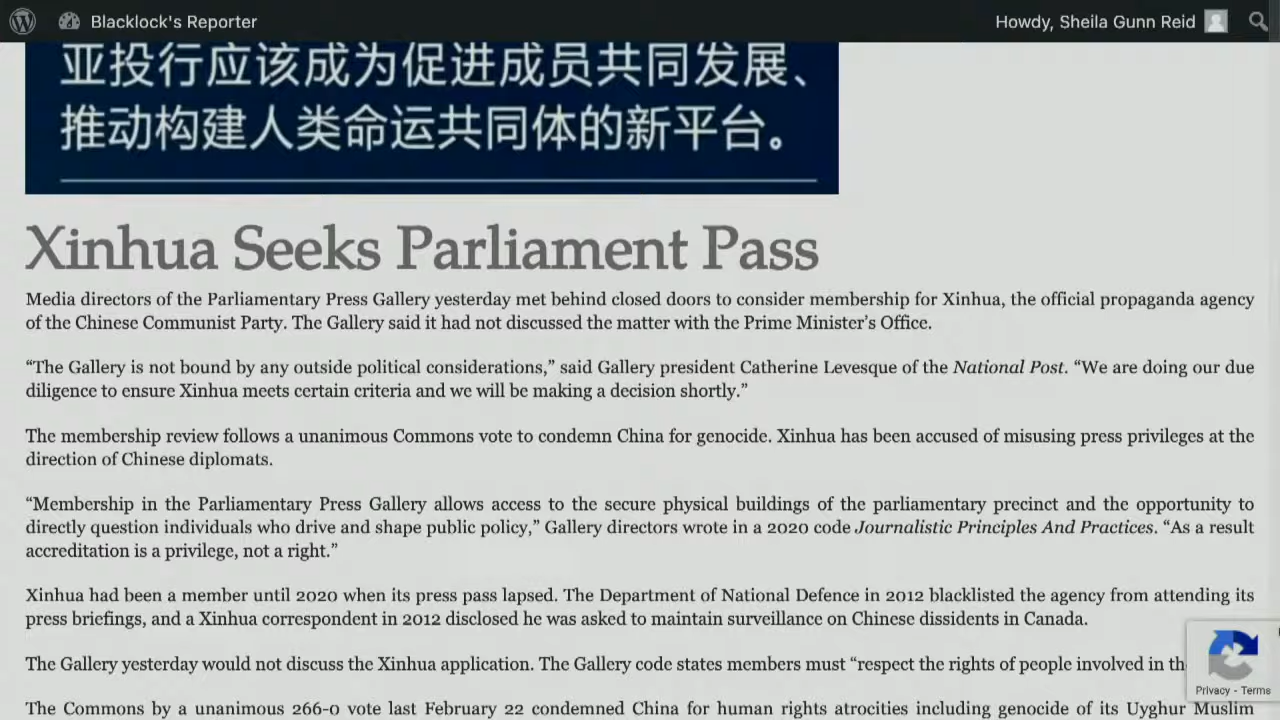 Blacklock's Reporter
Howdy, Sheila Gunn Reid
亚投行应该成为促进成员共同发展、
推动构建人类命运共同体的新平台。
Xinhua Seeks Parliament Pass
Media directors of the Parliamentary Press Gallery yesterday met behind closed doors to consider membership for Xinhua, the official propaganda agency
of the Chinese Communist Party. The Gallery said it had not discussed the matter with the Prime Minister’s Office.
“The Gallery is not bound by any outside political considerations,” said Gallery president Catherine Levesque of the National Post. “We are doing our due
diligence to ensure Xinhua meets certain criteria and we will be making a decision shortly.”
The membership review follows a unanimous Commons vote to condemn China for genocide. Xinhua has been accused of misusing press privileges at the
direction of Chinese diplomats.
“Membership in the Parliamentary Press Gallery allows access to the secure physical buildings of the parliamentary precinct and the opportunity to
directly question individuals who drive and shape public policy,” Gallery directors wrote in a 2020 code Journalistic Principles And Practices. “As a result
accreditation is a privilege, not a right.”
Xinhua had been a member until 2020 when its press pass lapsed. The Department of National Defence in 2012 blacklisted the agency from attending its
press briefings, and a Xinhua correspondent in 2012 disclosed he was asked to maintain surveillance on Chinese dissidents in Canada.
The Gallery yesterday would not discuss the Xinhua application. The Gallery code states members must “respect the rights of people involved in th
Privacy - Terms
The Commons by a unanimous 266-0 vote last February 22 condemned China for human rights atrocities including genocide of its Uyghur Muslim